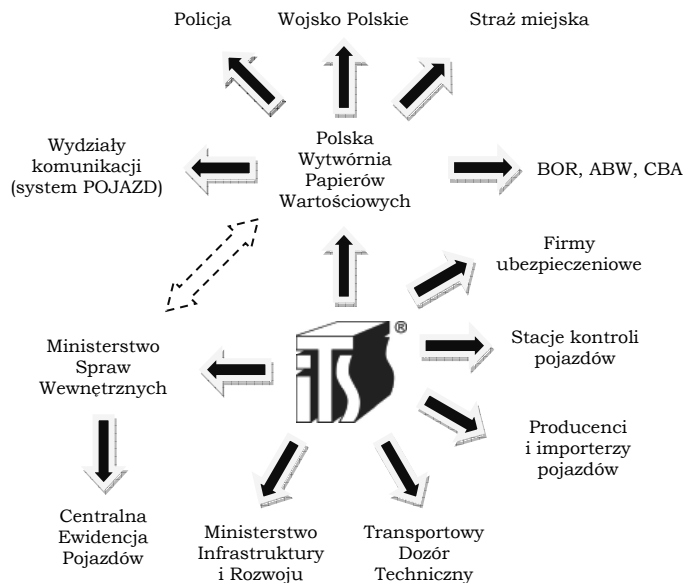 Policja
Wojsko Polskie
Straż miejska
Wydziały
komunikacji
(system POJAZD)
Polska
Wytwórnia
Papierów
Wartościowych
BOR, ABW, CBA
Firmy
ubezpieczeniowe
Ministerstwo
Spraw
Wewnętrznych
iTS®
Stacje kontroli
pojazdów
Producenci
i importerzy
pojazdów
Centralna
Ewidencja
Pojazdów
Ministerstwo
Infrastruktury
i Rozwoju
Transportowy
Dozór
Techniczny